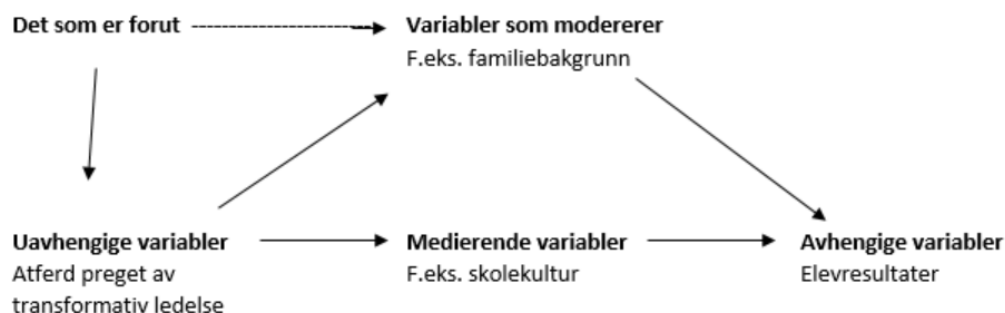 Det som er forut
Variabler som modererer
F.eks. familiebakgrunn
Uavhengige variabler
Atferd preget av
transformativ ledelse
Medierende variabler
F.eks. skolekultur
Avhengige variabler
Elevresultater